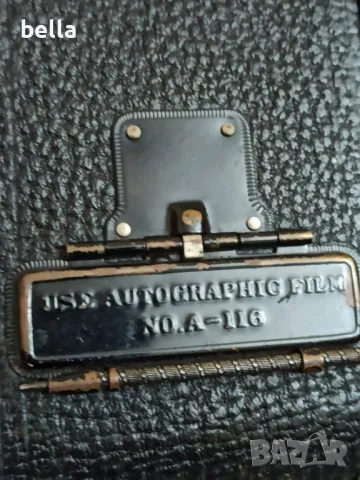 bella
USE AUTOGRAPHIC FILM
NO.A-116
BAZAR